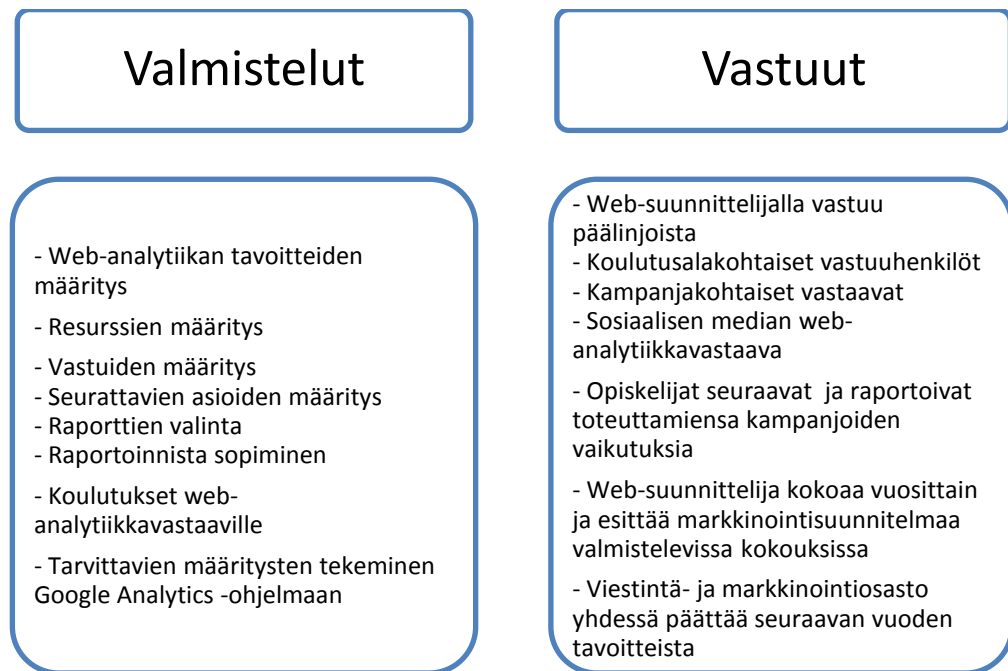 Valmistelut
- Web-analytiikan tavoitteiden
määritys
- Resurssien määritys
- Vastuiden määritys
- Seurattavien asioiden määritys
- Raporttien valinta
- Raportoinnista sopiminen
- Koulutukset web-
analytiikkavastaaville
- Tarvittavien määritysten tekeminen
Google Analytics -ohjelmaan
Vastuut
- Web-suunnittelijalla vastuu
päälinjoista
- Koulutusalakohtaiset vastuuhenkilöt
- Kampanjakohtaiset vastaavat
- Sosiaalisen median web-
analytiikkavastaava
- Opiskelijat seuraavat ja raportoivat
toteuttamiensa kampanjoiden
vaikutuksia
- Web-suunnittelija kokoaa vuosittain
ja esittää markkinointisuunnitelmaa
valmistelevissa kokouksissa
- Viestintä- ja markkinointiosasto
yhdessä päättää seuraavan vuoden
tavoitteista